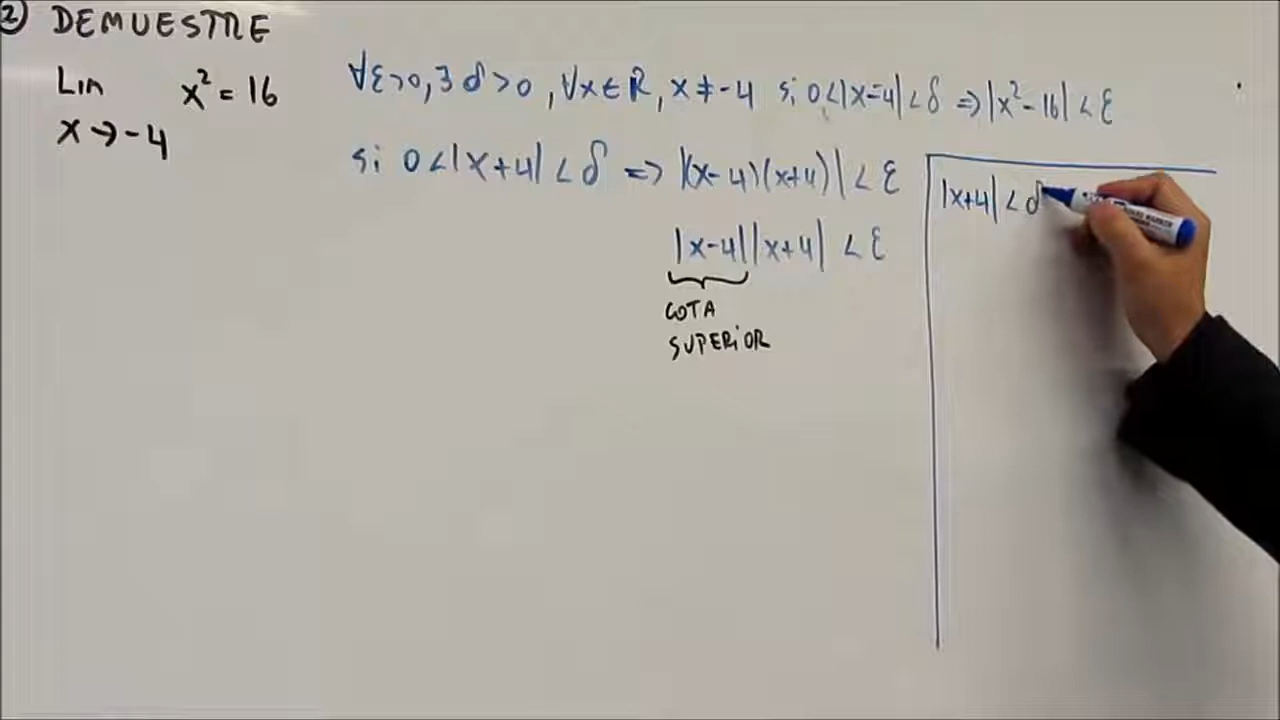 2 DEMUESTRE
Lim x² = 16
x → -4
∀ε>0, ∃ δ>0, ∀x∈R, x≠-4 si 0<|x-4|<δ ⇒ |x²-16|<ε
si 0<|x+4|<δ ⇒ |(x-4)(x+4)|<ε
|x-4||x+4| <ε
COTA
SUPERiOR
|x+4|<δ